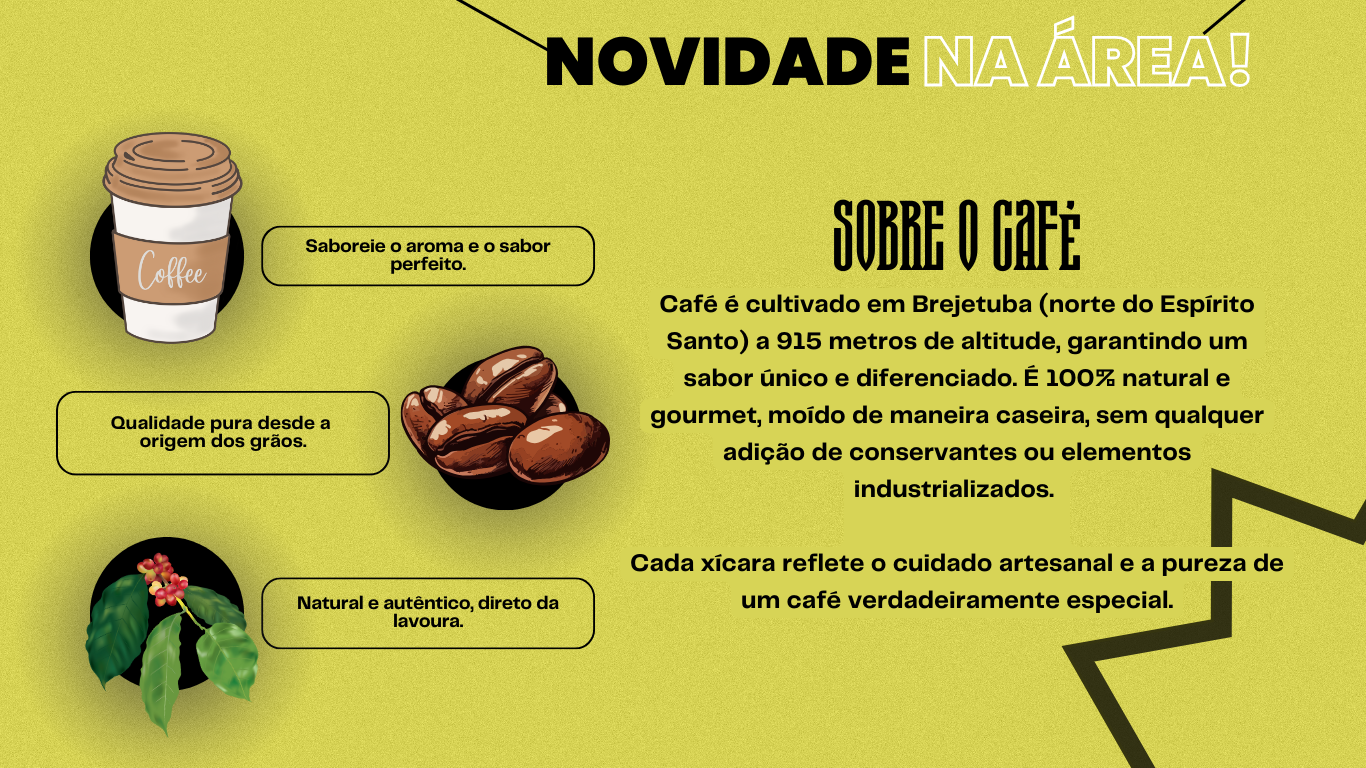 NOVIDADE NA ÁREA!
Coffee
Saboreie o aroma e o sabor
perfeito.
Qualidade pura desde a
origem dos grãos.
Natural e autêntico, direto da
lavoura.
SOBRE O CAFÉ
Café é cultivado em Brejetuba (norte do Espírito
Santo) a 915 metros de altitude, garantindo um
sabor único e diferenciado. É 100% natural e
gourmet, moído de maneira caseira, sem qualquer
adição de conservantes ou elementos
industrializados.
Cada xícara reflete o cuidado artesanal e a pureza de
um café verdadeiramente especial.